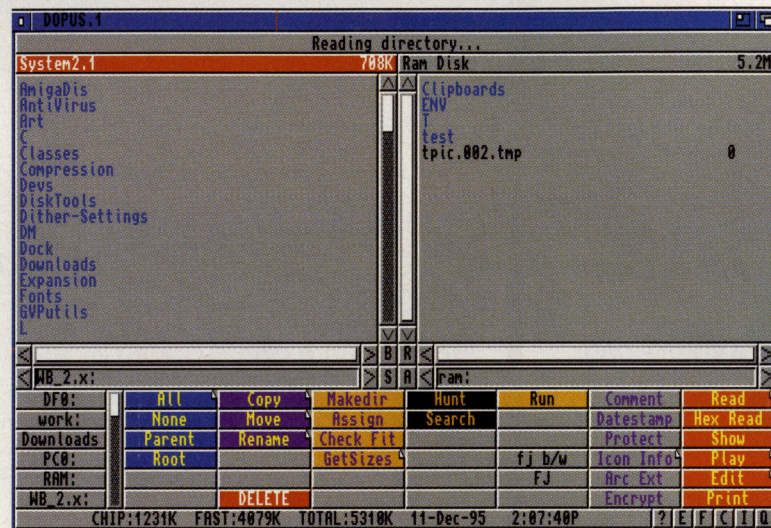 DOPUS.1
Reading directory...
System2.1 708K Ram Disk 5.2M
AmigaDis
AntiVirus
Art
C
Classes
Compression
Devs
DiskTools
Dither-Settings
DM
Dock
Downloads
Expansion
Fonts
GVPutils
L
Clipboards
ENV
T
test
tpic.002.tmp 0
B R
WB_2.x: S A ram:
DF0: All Copy Makedir Hunt Run Comment Read
work: None Move Assign Search Datestamp Hex Read
Downloads Parent Rename Check Fit Protect Show
PC0: Root GetSizes fj b/w Icon Info Play
RAM: FJ Arc Ext Edit
WB_2.x: DELETE Encrypt Print
CHIP:1231K FAST:4079K TOTAL:5310K 11-Dec-95 2:07:40P ? E F C I Q